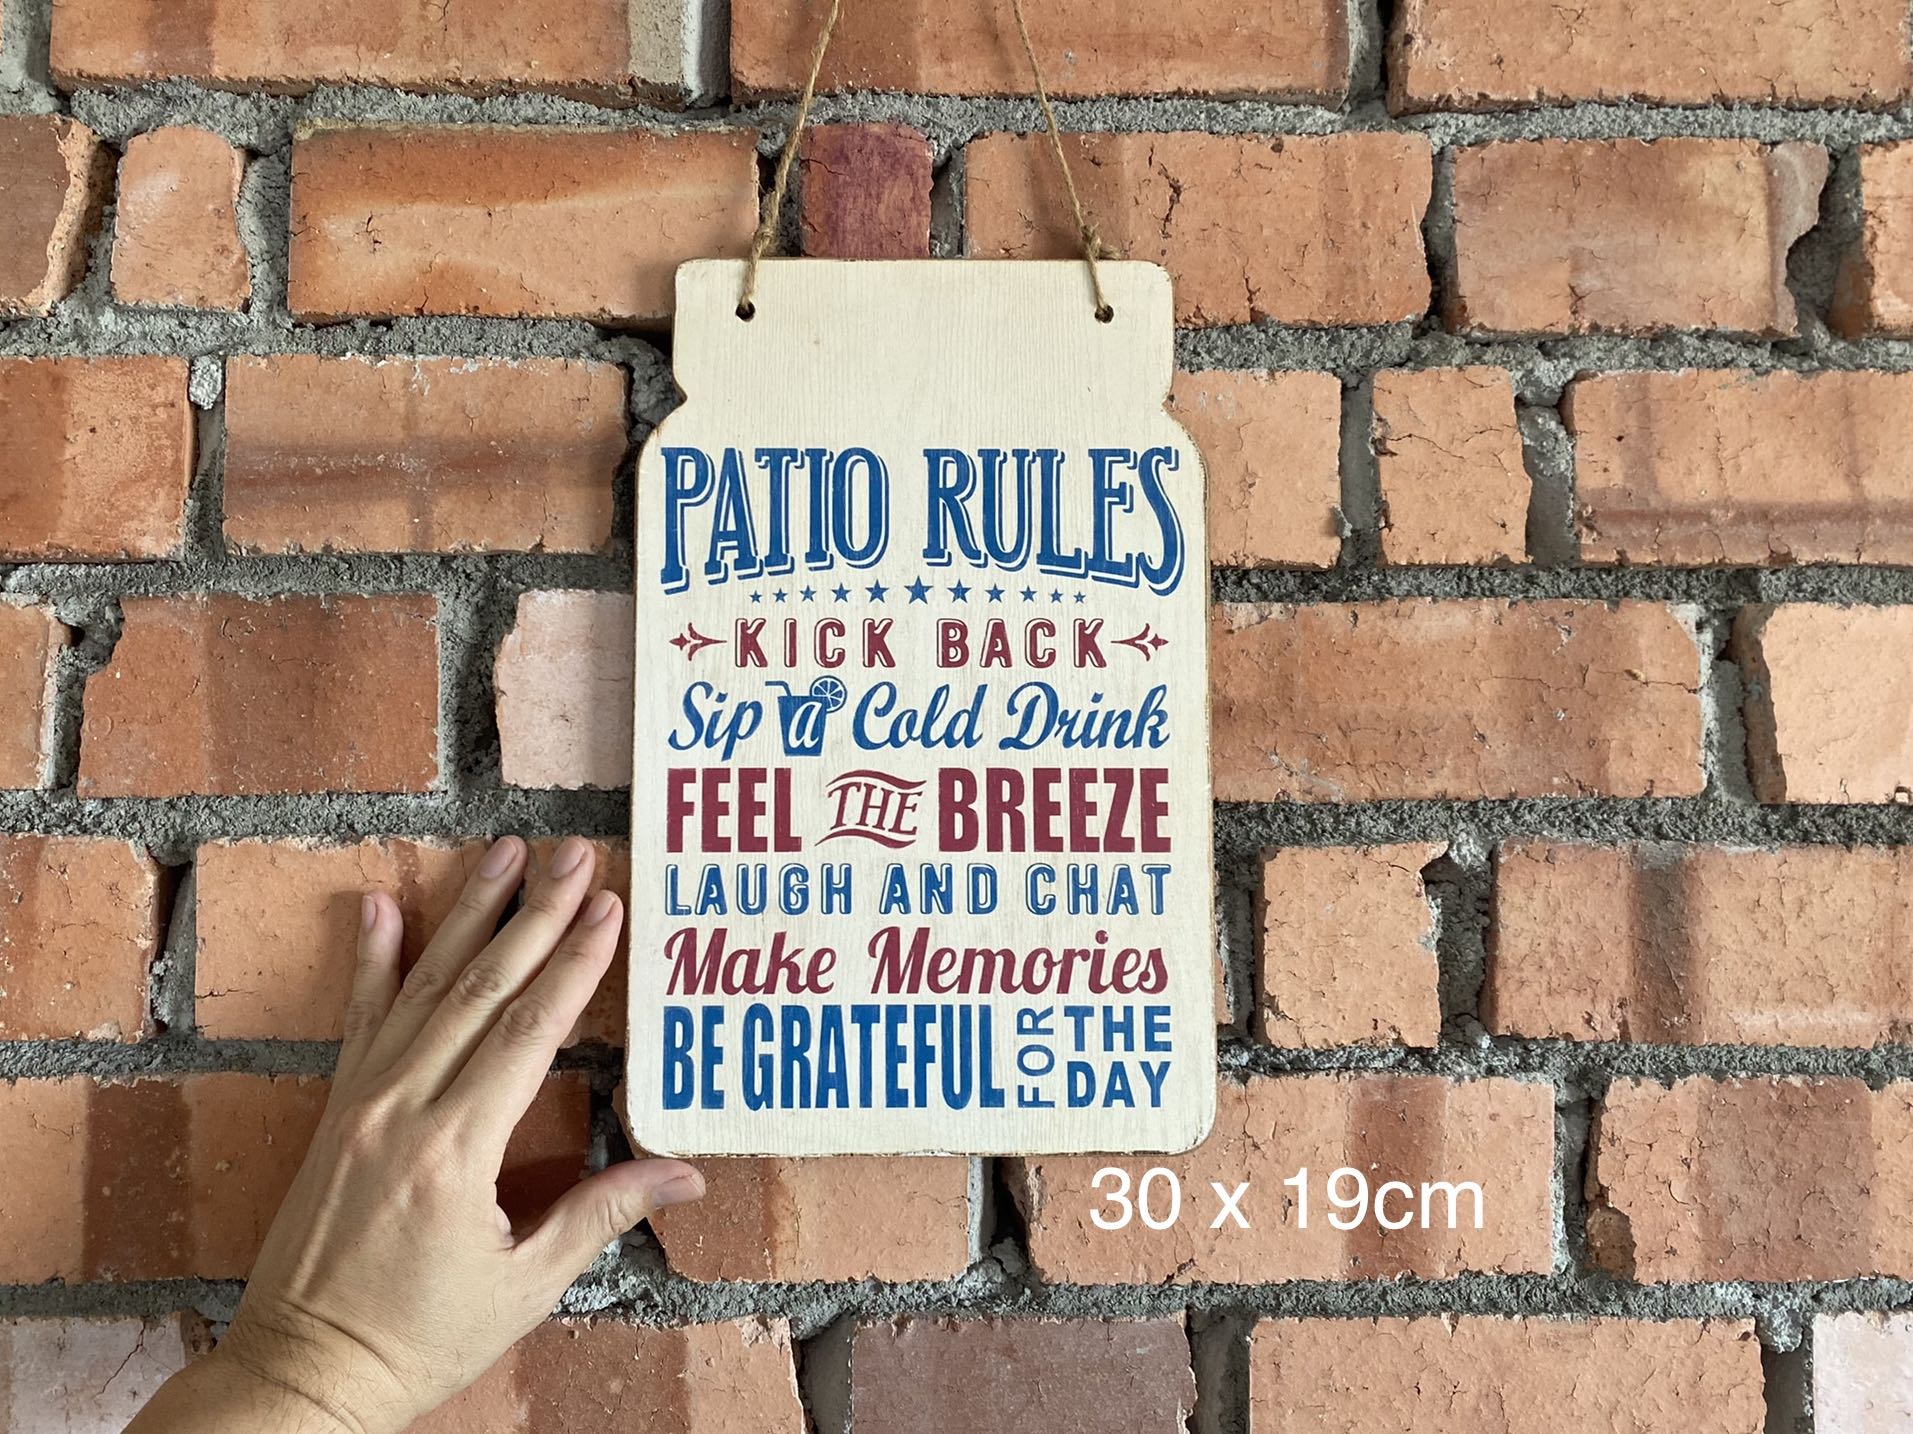 PATIO RULES
KICK BACK
Sip a Cold Drink
FEEL THE BREEZE
LAUGH AND CHAT
Make Memories
BE GRATEFUL FOR THE DAY
30 x 19cm